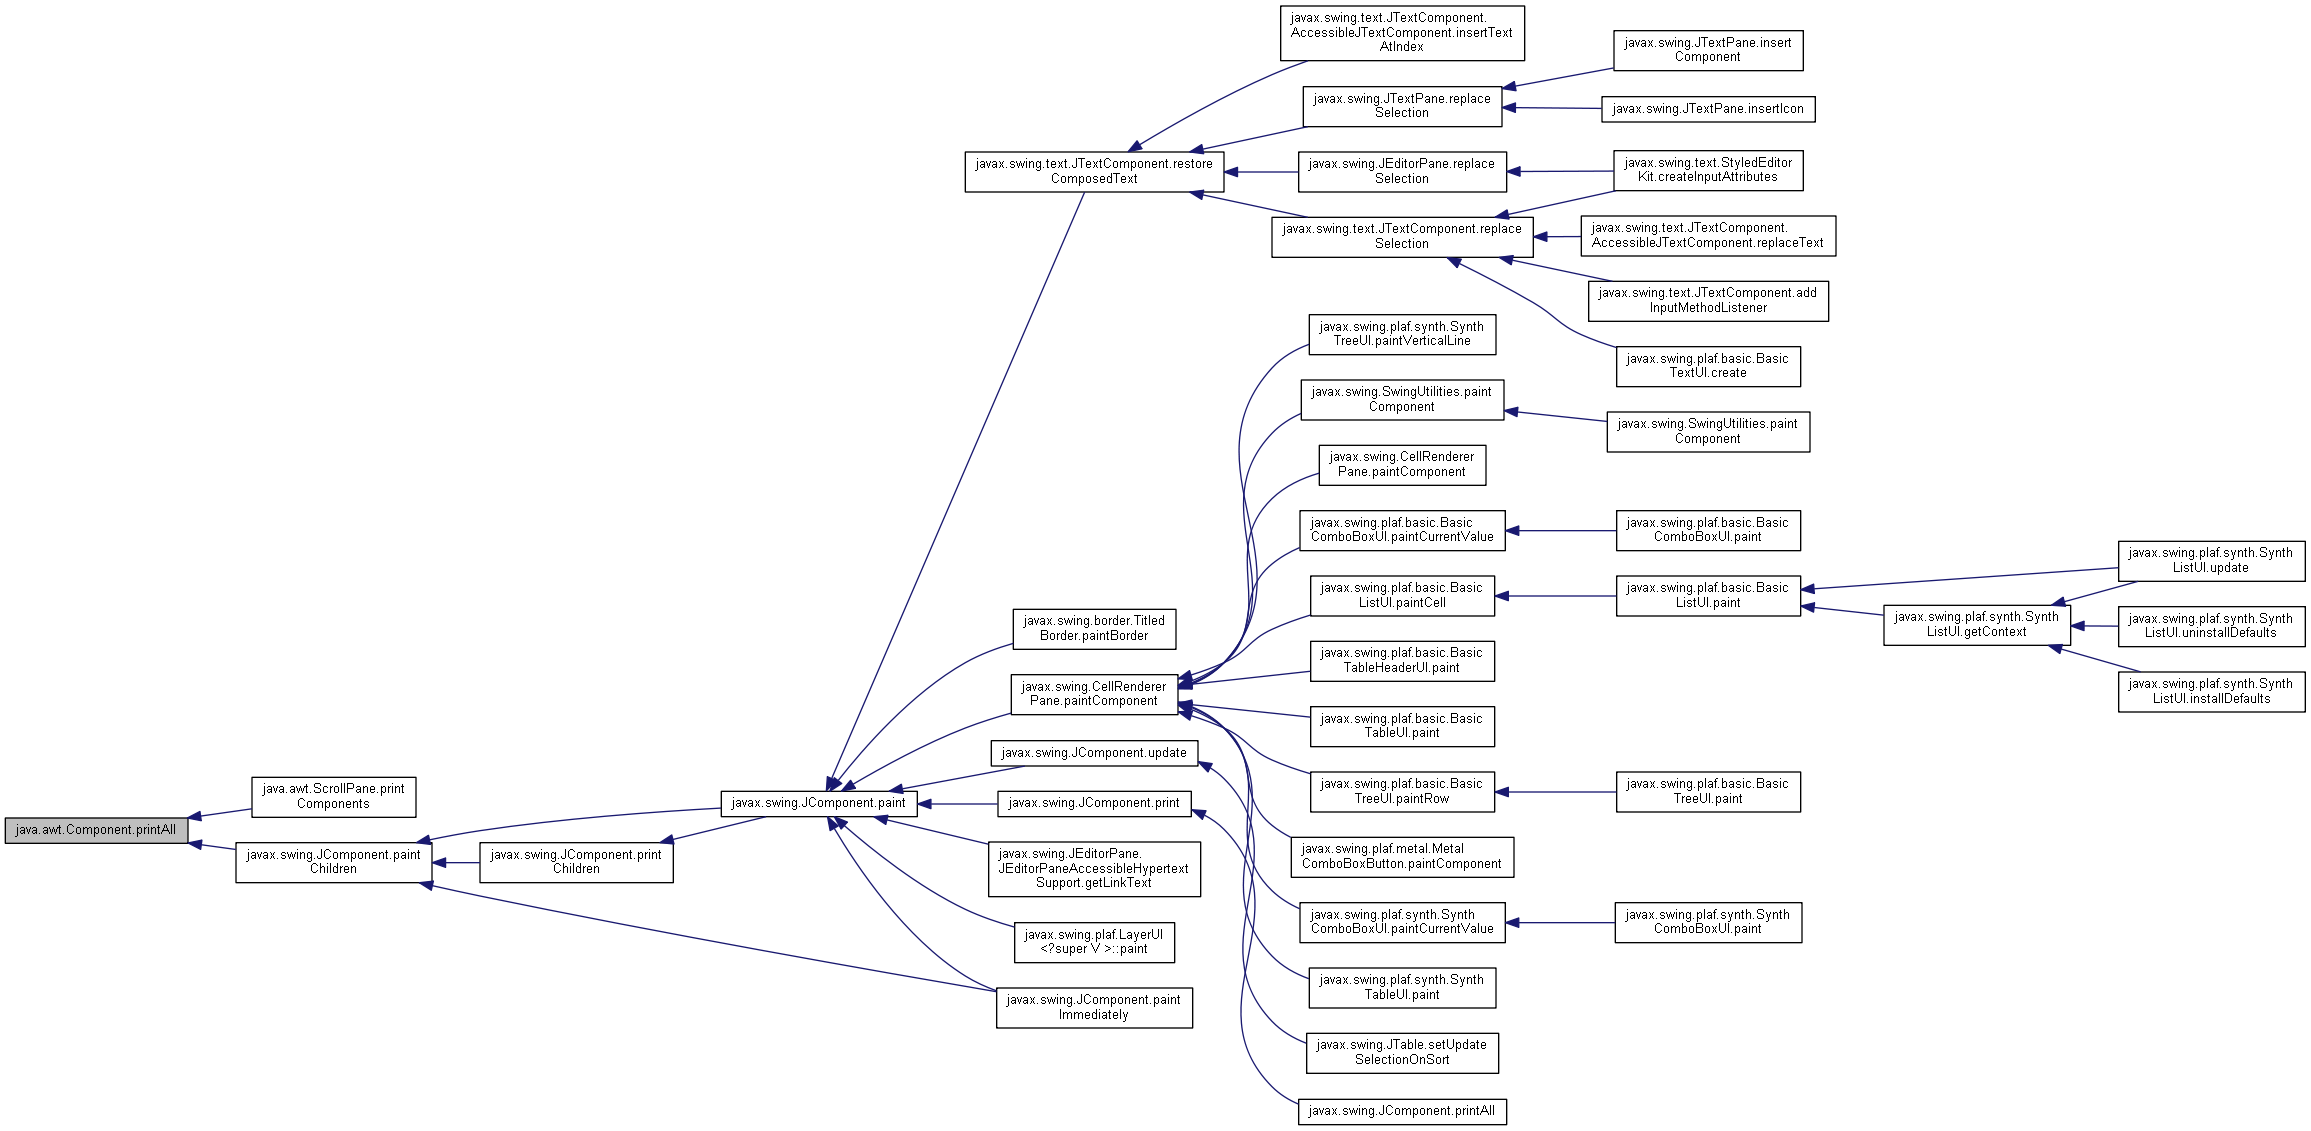 java.awt.Component.printAll
java.awt.ScrollPane.print
Components
javax.swing.JComponent.paint
Children
javax.swing.JComponent.print
Children
javax.swing.JComponent.paint
javax.swing.text.JTextComponent.restore
ComposedText
javax.swing.border.Titled
Border.paintBorder
javax.swing.CellRenderer
Pane.paintComponent
javax.swing.JComponent.update
javax.swing.JComponent.print
javax.swing.JEditorPane.
JEditorPaneAccessibleHypertext
Support.getLinkText
javax.swing.plaf.LayerUI
<?super V >::paint
javax.swing.JComponent.paint
Immediately
javax.swing.text.JTextComponent.
AccessibleJTextComponent.insertText
AtIndex
javax.swing.JTextPane.replace
Selection
javax.swing.JEditorPane.replace
Selection
javax.swing.text.JTextComponent.replace
Selection
javax.swing.plaf.synth.Synth
TreeUI.paintVerticalLine
javax.swing.SwingUtilities.paint
Component
javax.swing.CellRenderer
Pane.paintComponent
javax.swing.plaf.basic.Basic
ComboBoxUI.paintCurrentValue
javax.swing.plaf.basic.Basic
ListUI.paintCell
javax.swing.plaf.basic.Basic
TableHeaderUI.paint
javax.swing.plaf.basic.Basic
TableUI.paint
javax.swing.plaf.basic.Basic
TreeUI.paintRow
javax.swing.plaf.metal.Metal
ComboBoxButton.paintComponent
javax.swing.plaf.synth.Synth
ComboBoxUI.paintCurrentValue
javax.swing.plaf.synth.Synth
TableUI.paint
javax.swing.JTable.setUpdate
SelectionOnSort
javax.swing.JComponent.printAll
javax.swing.JTextPane.insert
Component
javax.swing.JTextPane.insertIcon
javax.swing.text.StyledEditor
Kit.createInputAttributes
javax.swing.text.JTextComponent.
AccessibleJTextComponent.replaceText
javax.swing.text.JTextComponent.add
InputMethodListener
javax.swing.plaf.basic.Basic
TextUI.create
javax.swing.SwingUtilities.paint
Component
javax.swing.plaf.basic.Basic
ComboBoxUI.paint
javax.swing.plaf.basic.Basic
ListUI.paint
javax.swing.plaf.basic.Basic
TreeUI.paint
javax.swing.plaf.synth.Synth
ComboBoxUI.paint
javax.swing.plaf.synth.Synth
ListUI.getContext
javax.swing.plaf.synth.Synth
ListUI.update
javax.swing.plaf.synth.Synth
ListUI.uninstallDefaults
javax.swing.plaf.synth.Synth
ListUI.installDefaults